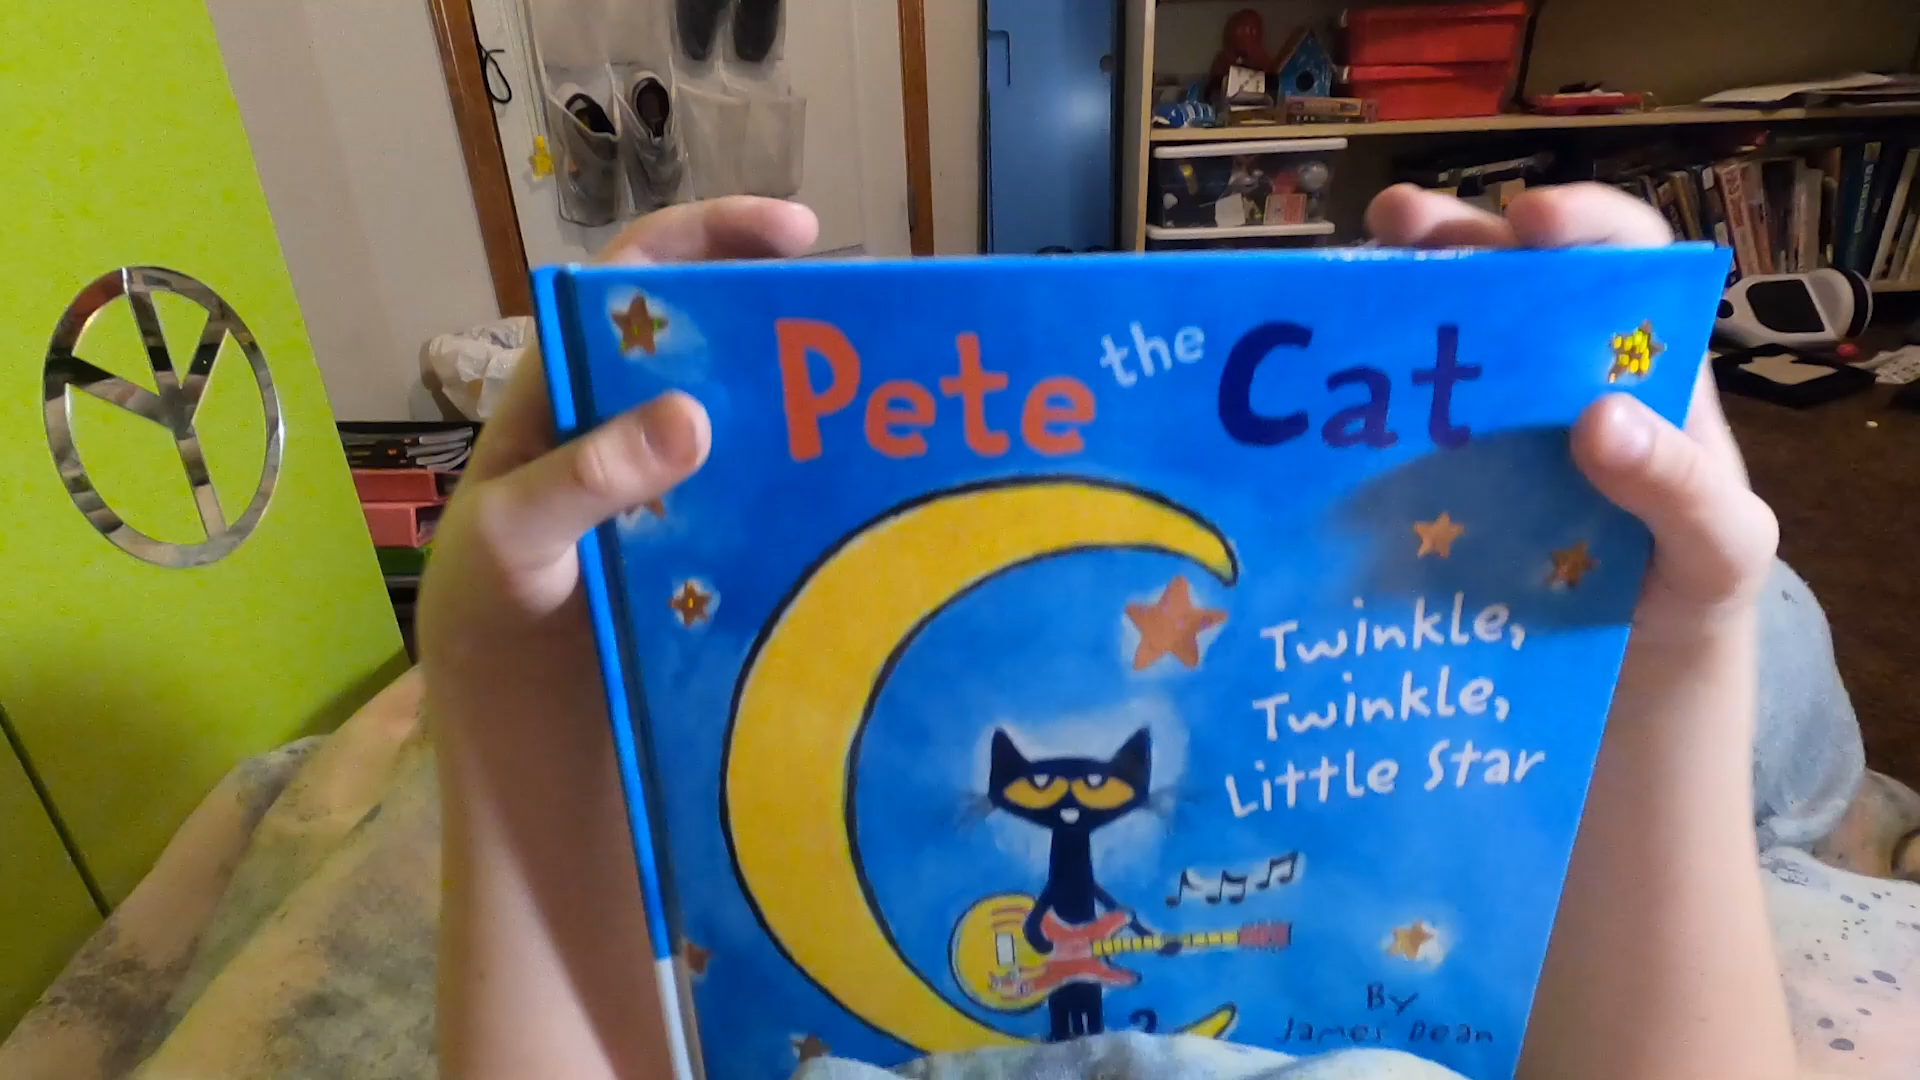 Pete the Cat
Twinkle,
Twinkle,
Little Star
By
James Dean